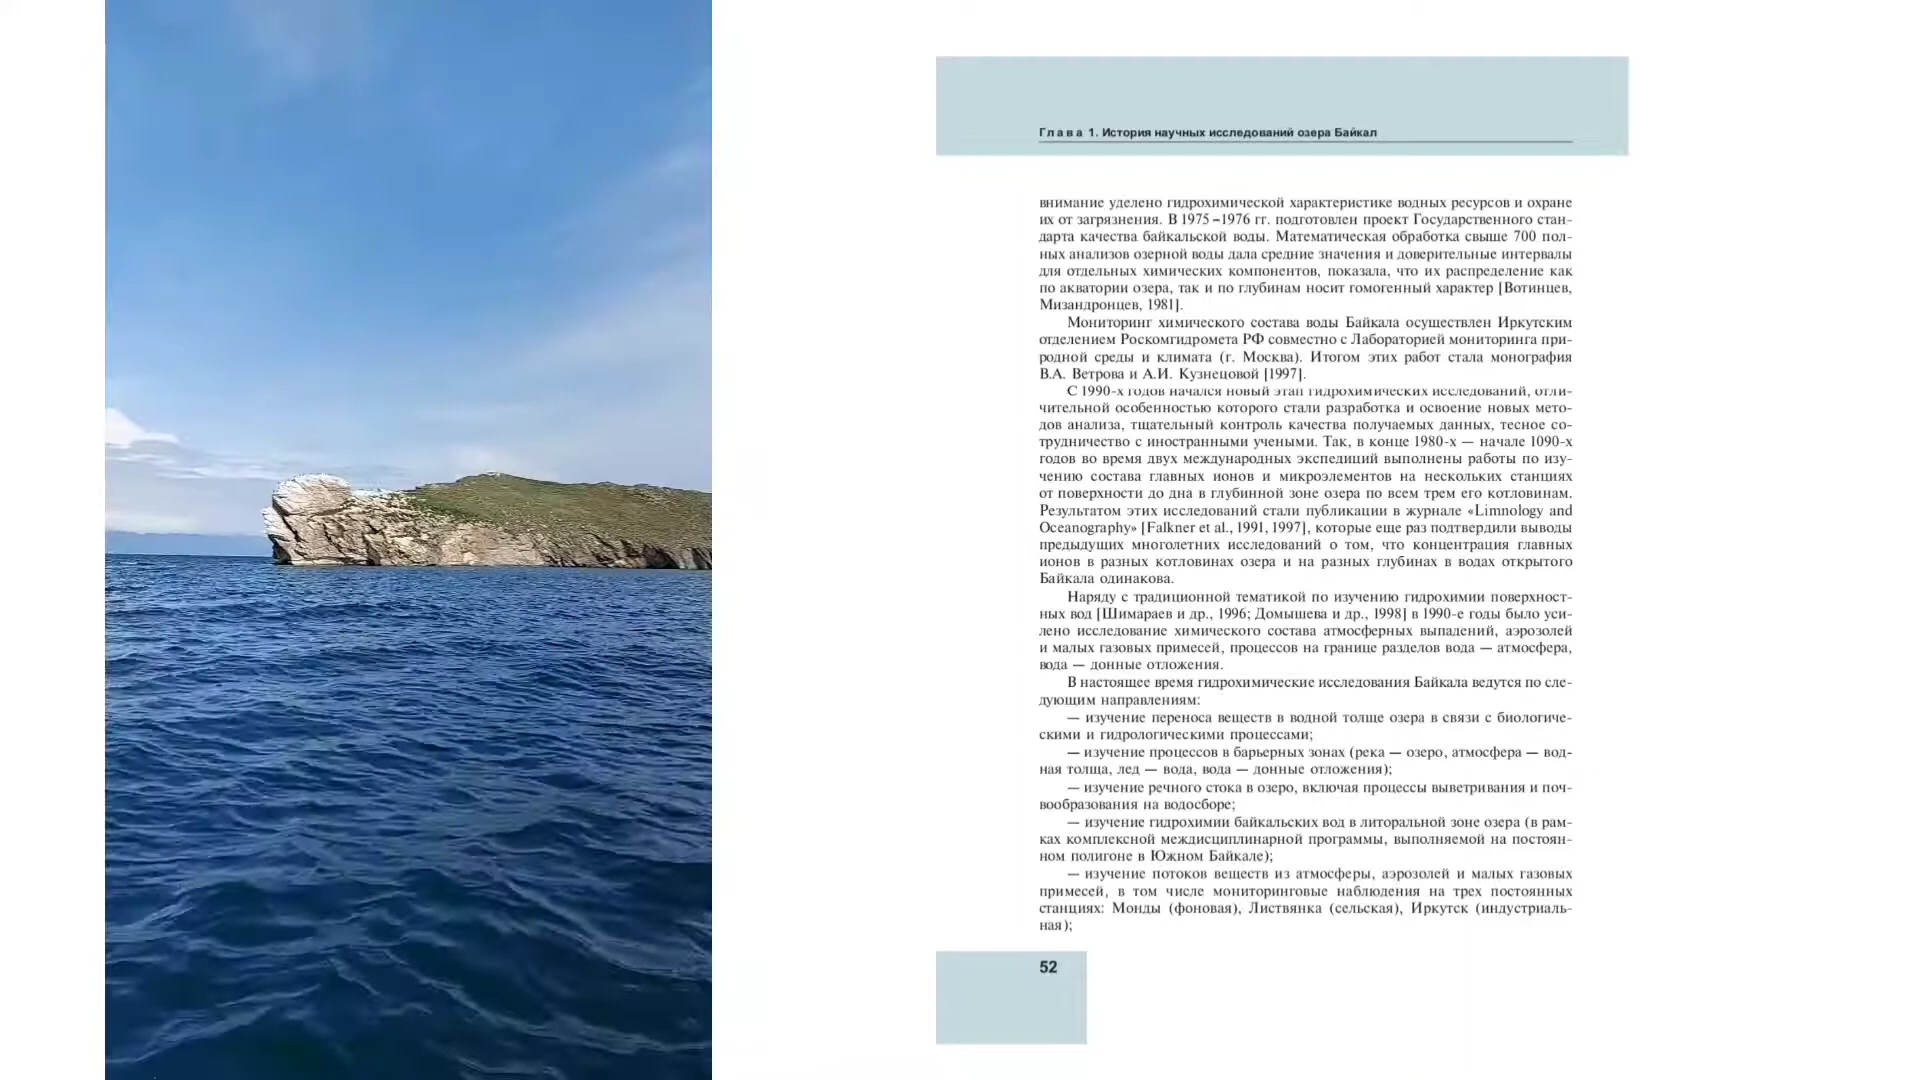 Глава 1. История научных исследований озера Байкал
внимание уделено гидрохимической характеристике водных ресурсов и охране
их от загрязнения. В 1975–1976 гг. подготовлен проект Государственного стан-
дарта качества байкальской воды. Математическая обработка свыше 700 пол-
ных анализов озерной воды дала средние значения и доверительные интервалы
для отдельных химических компонентов, показала, что их распределение как
по акватории озера, так и по глубинам носит гомогенный характер [Вотинцев,
Мизандронцев, 1981].
Мониторинг химического состава воды Байкала осуществлен Иркутским
отделением Роскомгидромета РФ совместно с Лабораторией мониторинга при-
родной среды и климата (г. Москва). Итогом этих работ стала монография
В.А. Ветрова и А.И. Кузнецовой [1997].
С 1990-х годов начался новый этап гидрохимических исследований, отли-
чительной особенностью которого стали разработка и освоение новых мето-
дов анализа, тщательный контроль качества получаемых данных, тесное со-
трудничество с иностранными учеными. Так, в конце 1980-х — начале 1090-х
годов во время двух международных экспедиций выполнены работы по изу-
чению состава главных ионов и микроэлементов на нескольких станциях
от поверхности до дна в глубинной зоне озера по всем трем его котловинам.
Результатом этих исследований стали публикации в журнале «Limnology and
Oceanography» [Falkner et al., 1991, 1997], которые еще раз подтвердили выводы
предыдущих многолетних исследований о том, что концентрация главных
ионов в разных котловинах озера и на разных глубинах в водах открытого
Байкала одинакова.
Наряду с традиционной тематикой по изучению гидрохимии поверхност-
ных вод [Шимараев и др., 1996; Домышева и др., 1998] в 1990-е годы было уси-
лено исследование химического состава атмосферных выпадений, аэрозолей
и малых газовых примесей, процессов на границе разделов вода — атмосфера,
вода — донные отложения.
В настоящее время гидрохимические исследования Байкала ведутся по сле-
дующим направлениям:
— изучение переноса веществ в водной толще озера в связи с биологиче-
скими и гидрологическими процессами;
— изучение процессов в барьерных зонах (река — озеро, атмосфера — вод-
ная толща, лед — вода, вода — донные отложения);
— изучение речного стока в озеро, включая процессы выветривания и поч-
вообразования на водосборе;
— изучение гидрохимии байкальских вод в литоральной зоне озера (в рам-
ках комплексной междисциплинарной программы, выполняемой на постоян-
ном полигоне в Южном Байкале);
— изучение потоков веществ из атмосферы, аэрозолей и малых газовых
примесей, в том числе мониторинговые наблюдения на трех постоянных
станциях: Монды (фоновая), Листвянка (сельская), Иркутск (индустриаль-
ная);
52